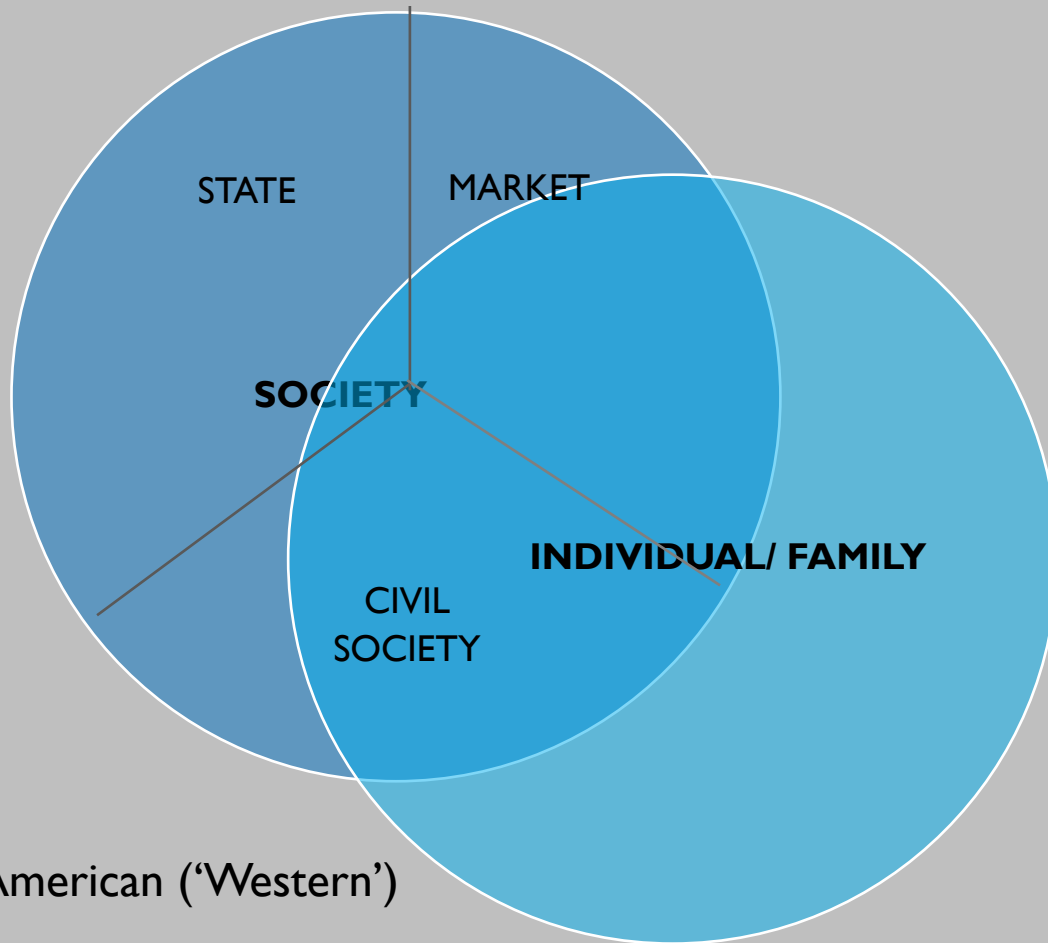 STATE
MARKET
SOCIETY
INDIVIDUAL/ FAMILY
CIVIL
SOCIETY
American (‘Western’)